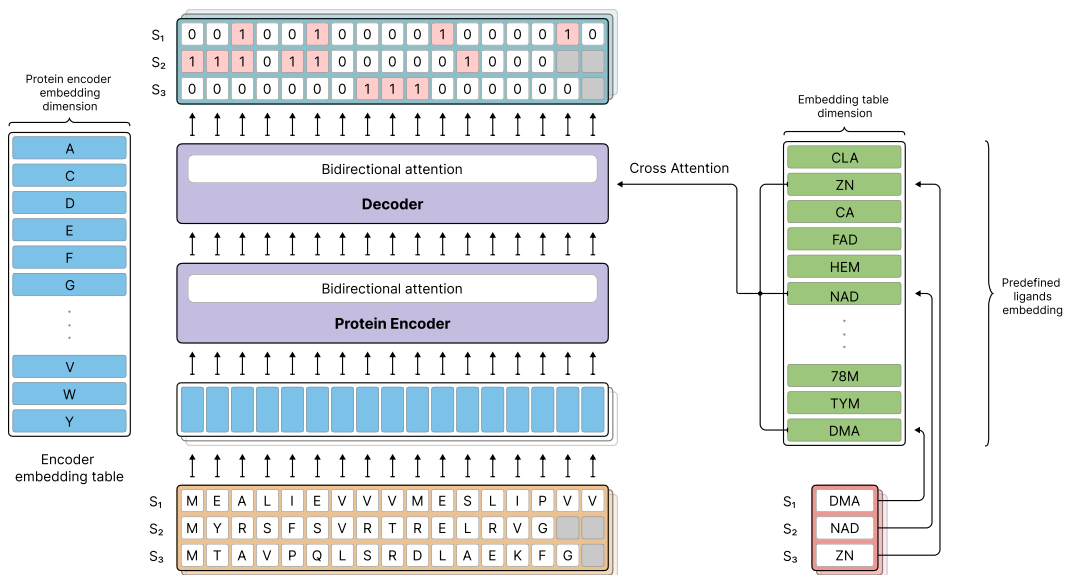 S₁ 0 0 1 0 0 1 0 0 0 0 1 0 0 0 0 1 0
S₂ 1 1 1 0 1 1 0 0 0 0 0 1 0 0 0
S₃ 0 0 0 0 0 0 0 1 1 1 0 0 0 0 0 0
Protein encoder
embedding
dimension
A
C
D
E
F
G
V
W
Y
Encoder
embedding table
Bidirectional attention
Decoder
Bidirectional attention
Protein Encoder
S₁ M E A L I E V V V M E S L I P V V
S₂ M Y R S F S V R T R E L R V G
S₃ M T A V P Q L S R D L A E K F G
Cross Attention
Embedding table
dimension
CLA
ZN
CA
FAD
HEM
NAD
78M
TYM
DMA
Predefined
ligands
embedding
S₁ DMA
S₂ NAD
S₃ ZN